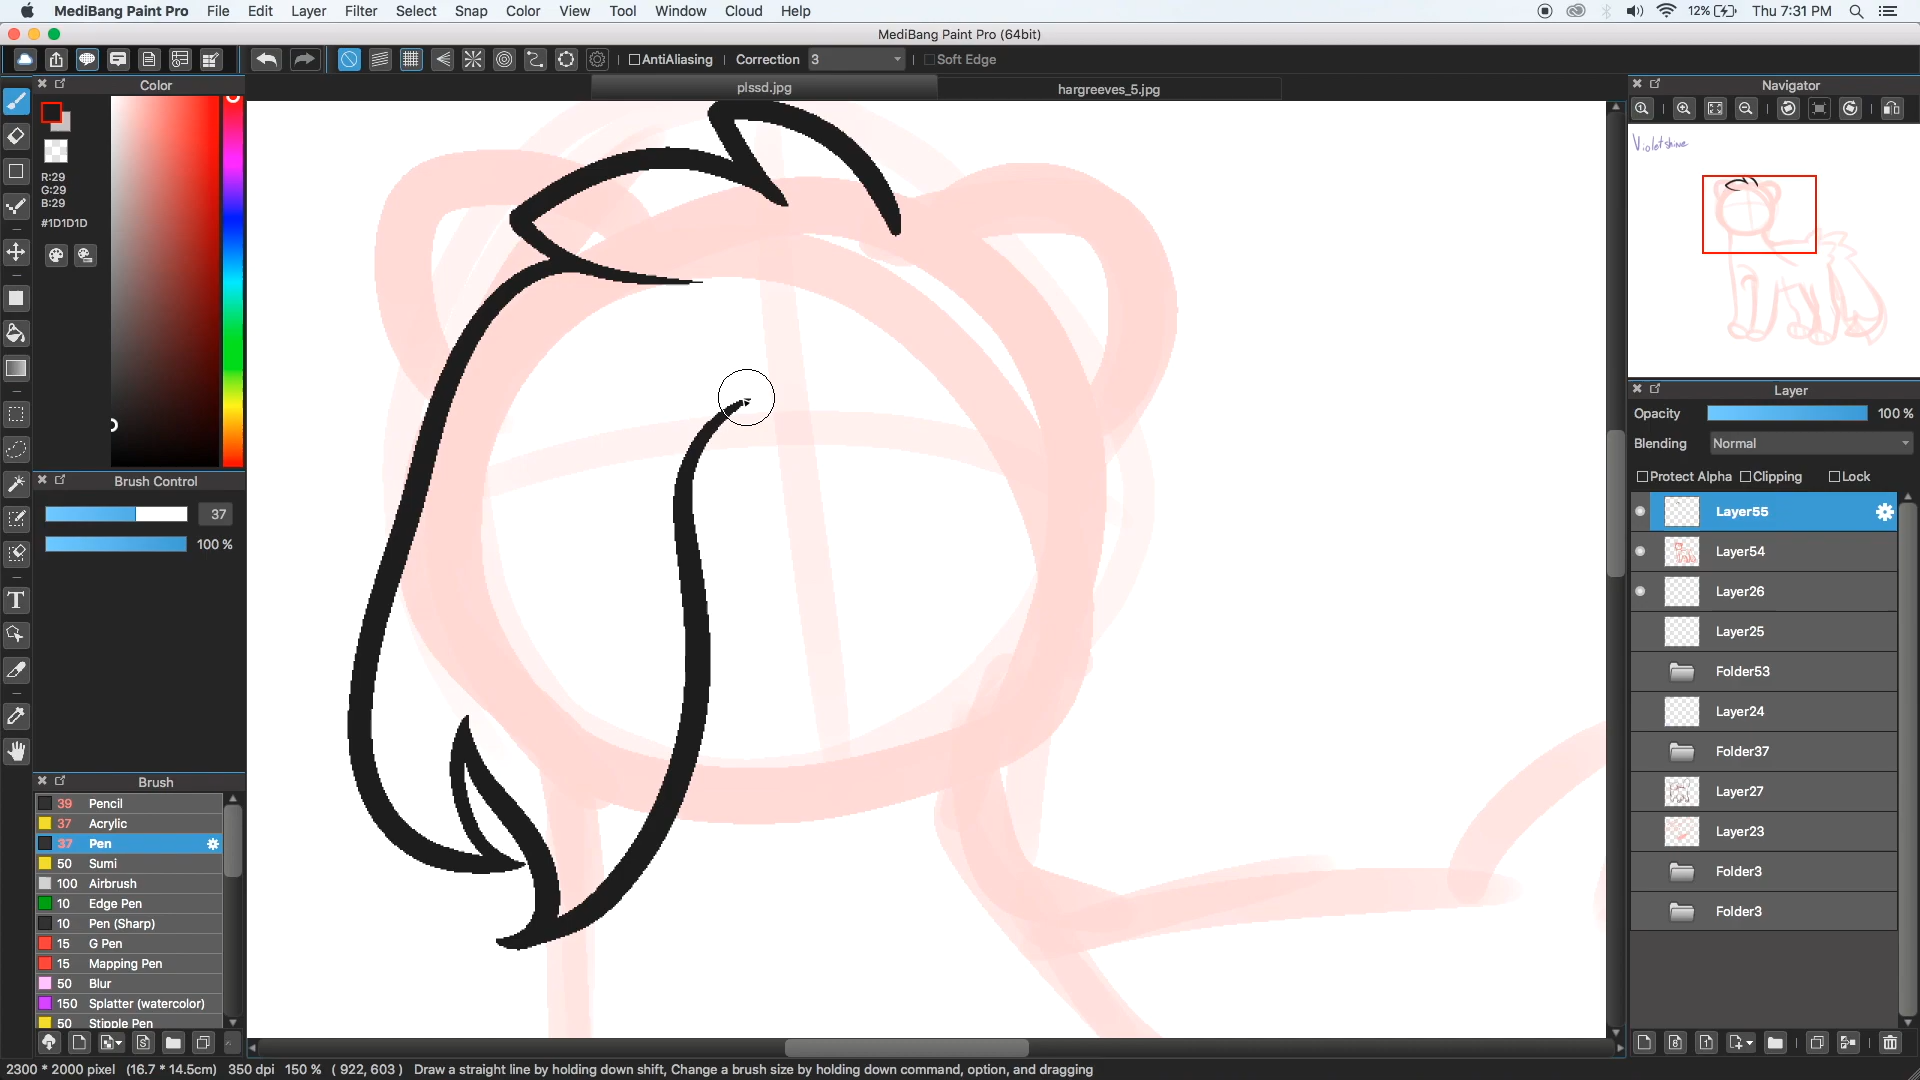 MediBang Paint Pro File Edit Layer Filter Select Snap Color View Tool Window Cloud Help 12% Thu 7:31 PM
MediBang Paint Pro (64bit)
AntiAliasing Correction 3 Soft Edge
plssd.jpg hargreeves_5.jpg
Color
R:29
G:29
B:29
#1D1D1D
Brush Control
37
100 %
Brush
39 Pencil
37 Acrylic
37 Pen
50 Sumi
100 Airbrush
10 Edge Pen
10 Pen (Sharp)
15 G Pen
15 Mapping Pen
50 Blur
150 Splatter (watercolor)
50 Stipple Pen
Navigator
Violetshine
Layer
Opacity 100 %
Blending Normal
Protect Alpha Clipping Lock
Layer55
Layer54
Layer26
Layer25
Folder53
Layer24
Folder37
Layer27
Layer23
Folder3
Folder3
2300 * 2000 pixel (16.7 * 14.5cm) 350 dpi 150 % ( 922, 603 ) Draw a straight line by holding down shift, Change a brush size by holding down command, option, and dragging